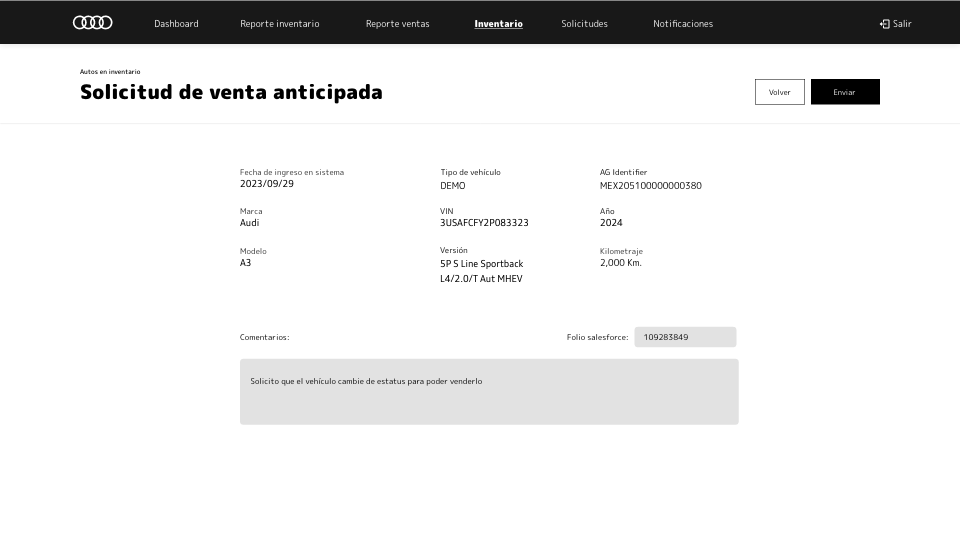 Dashboard Reporte inventario Reporte ventas Inventario Solicitudes Notificaciones Salir
Autos en inventario
Solicitud de venta anticipada
Volver Enviar
Fecha de ingreso en sistema Tipo de vehículo AG Identifier
2023/09/29 DEMO MEX205100000000380
Marca VIN Año
Audi 3USAFCFY2P083323 2024
Modelo Versión Kilometraje
A3 5P S Line Sportback 2,000 Km.
L4/2.0/T Aut MHEV
Comentarios: Folio salesforce: 109283849
Solicito que el vehículo cambie de estatus para poder venderlo